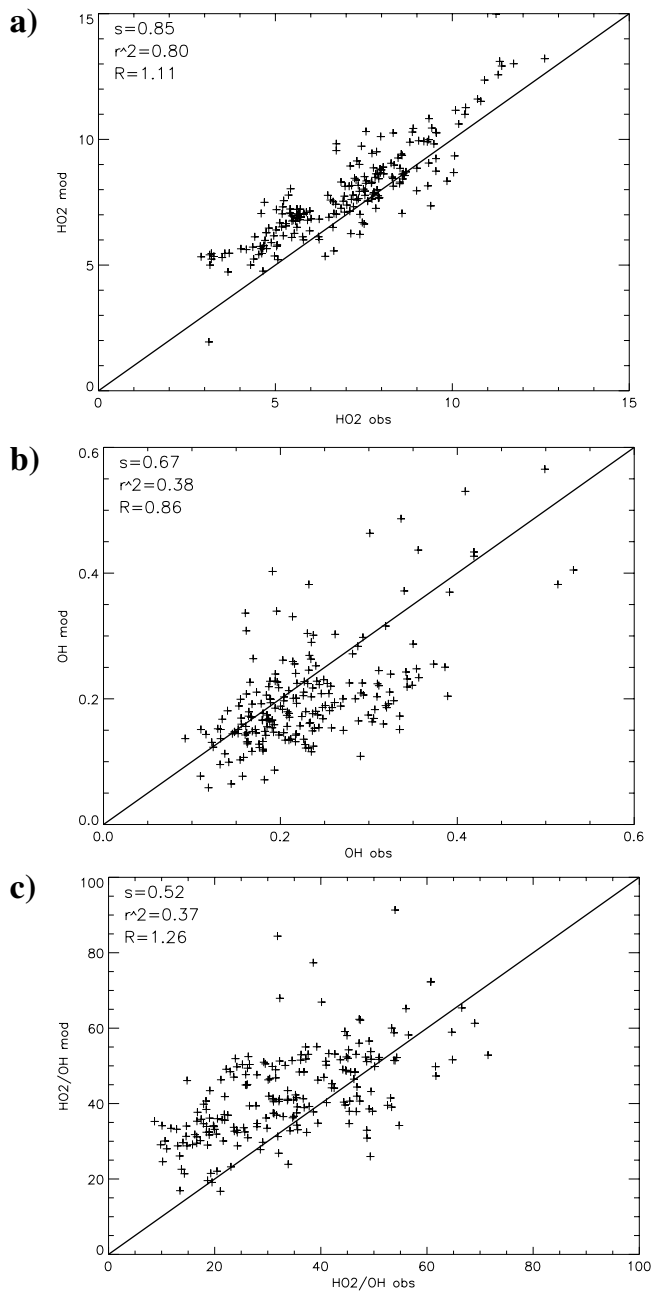 a)
15
s=0.85
r^2=0.80
R=1.11
10
HO2 mod
5
0
0 5 10 15
HO2 obs
b)
0.6
s=0.67
r^2=0.38
R=0.86
0.4
OH mod
0.2
0.0
0.0 0.2 0.4 0.6
OH obs
c)
100
s=0.52
r^2=0.37
R=1.26
80
60
HO2/OH mod
40
20
0
0 20 40 60 80 100
HO2/OH obs